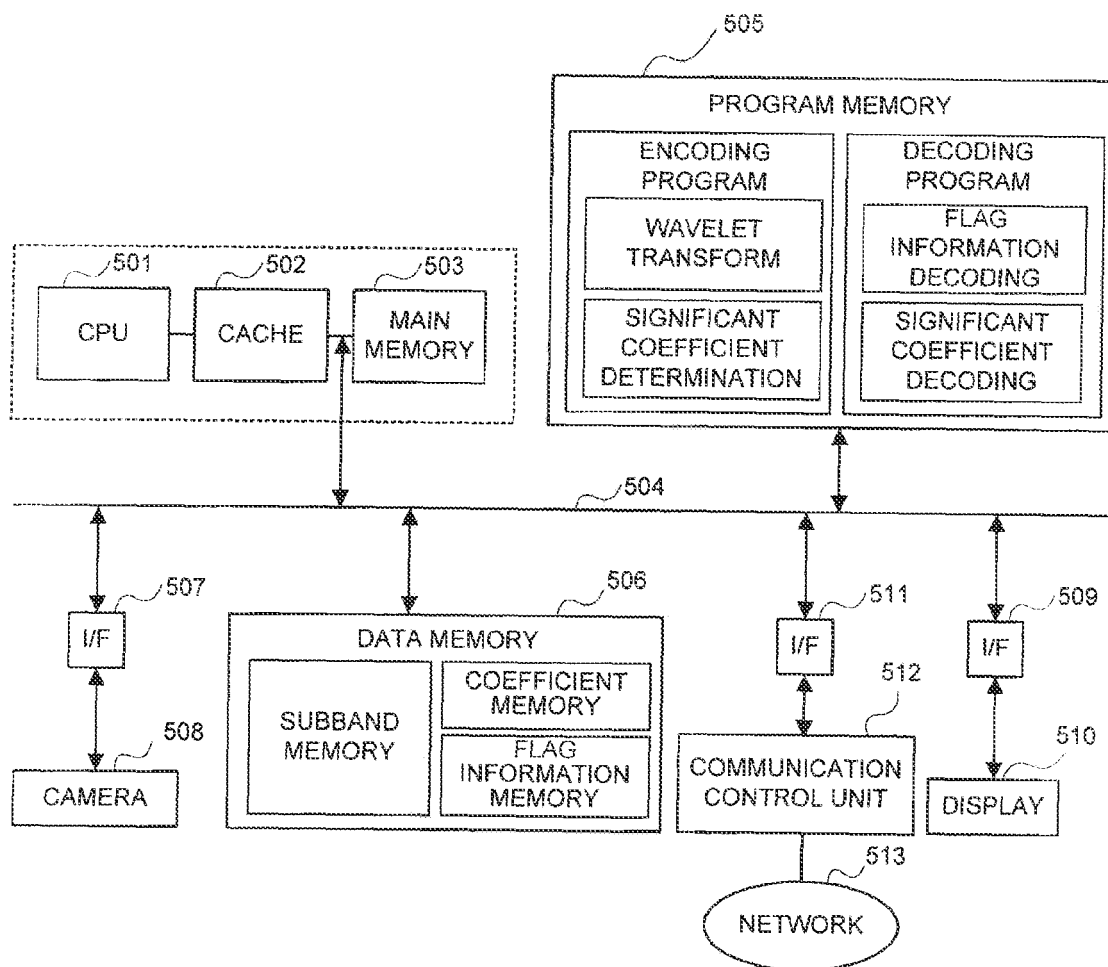 505
PROGRAM MEMORY
ENCODING
PROGRAM
WAVELET
TRANSFORM
SIGNIFICANT
COEFFICIENT
DETERMINATION
DECODING
PROGRAM
FLAG
INFORMATION
DECODING
SIGNIFICANT
COEFFICIENT
DECODING
501
CPU
502
CACHE
503
MAIN
MEMORY
504
507
I/F
508
CAMERA
506
DATA MEMORY
SUBBAND
MEMORY
COEFFICIENT
MEMORY
FLAG
INFORMATION
MEMORY
511
I/F
512
COMMUNICATION
CONTROL UNIT
509
I/F
510
DISPLAY
513
NETWORK